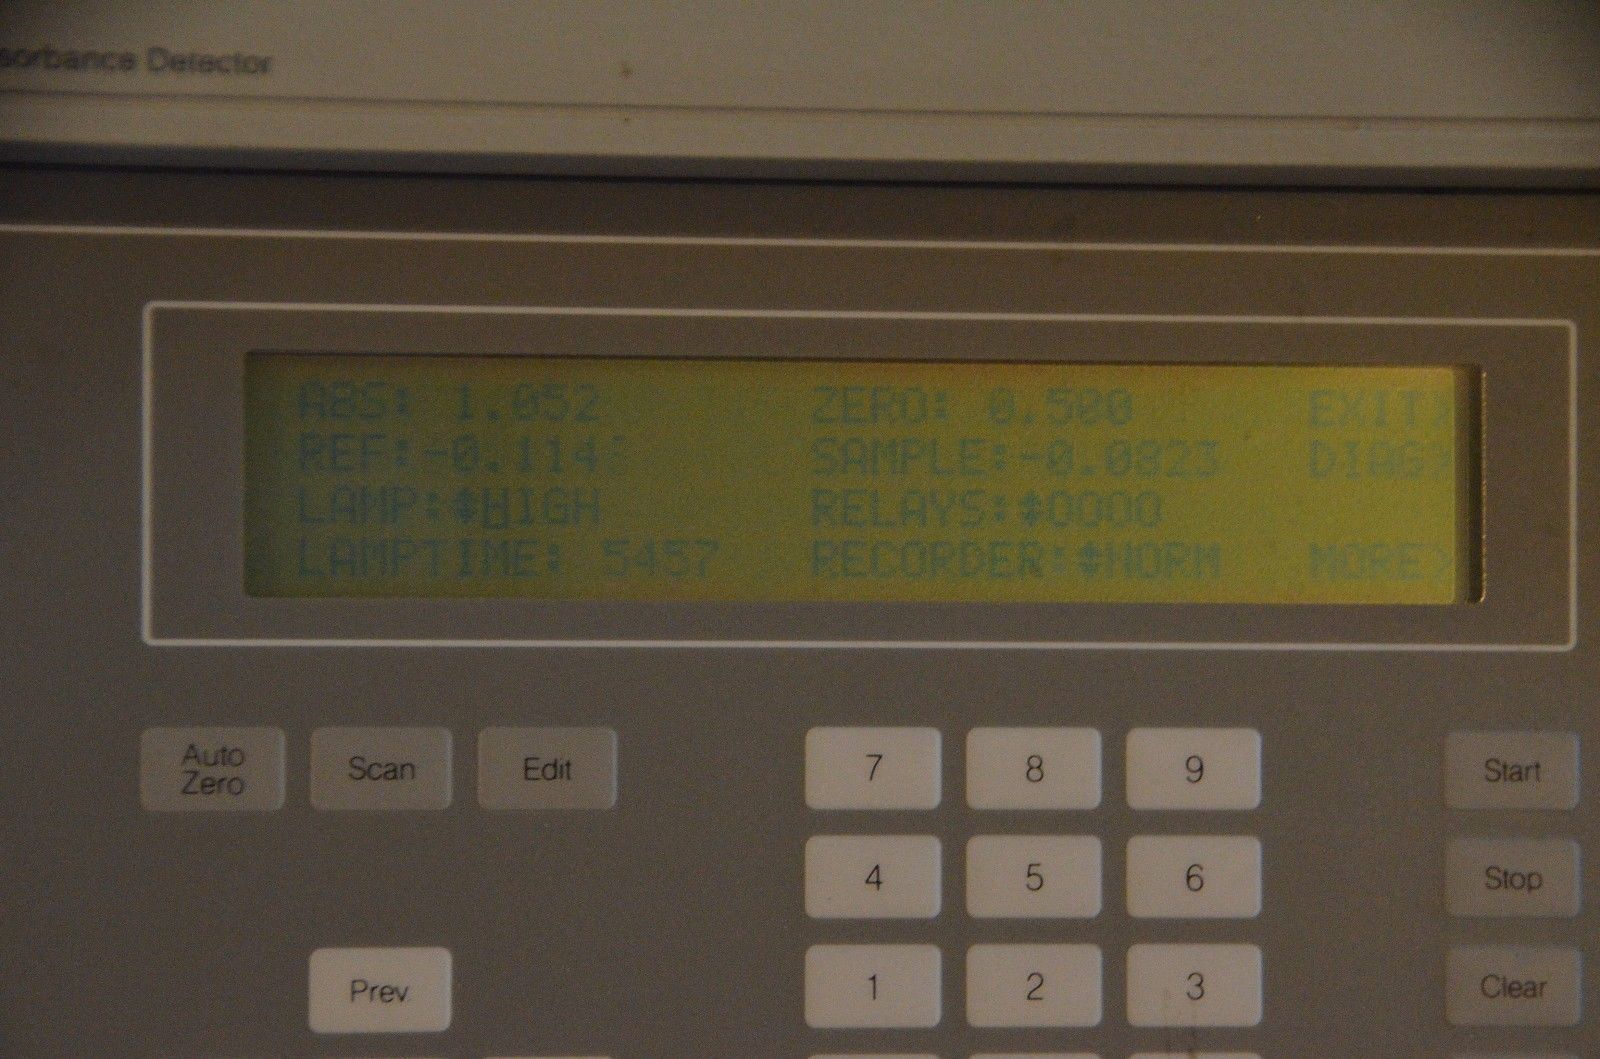 sorbance Detector
ABS: 1.052 ZERO: 0.500 EXIT>
REF:-0.114 SAMPLE:-0.0823 DIAG>
LAMP:#HIGH RELAYS:#0000
LAMPTIME: 5457 RECORDER:#NORM MORE>
Auto Zero
Scan
Edit
7 8 9
Start
4 5 6
Stop
Prev
1 2 3
Clear